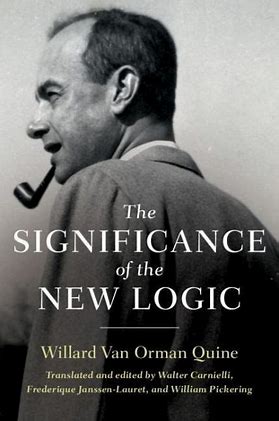 The
SIGNIFICANCE
of the
NEW LOGIC
Willard Van Orman Quine
Translated and edited by Walter Carnielli,
Frederique Janssen-Lauret, and William Pickering